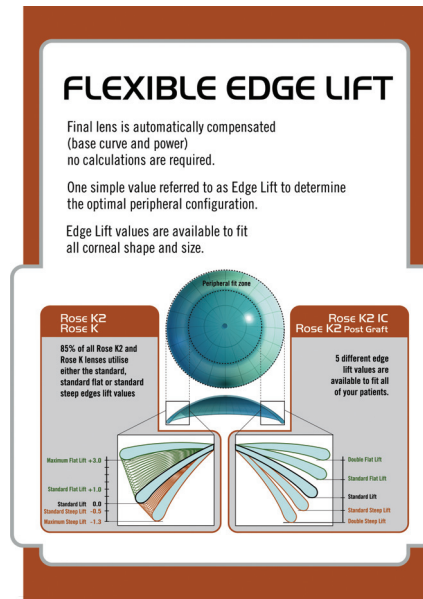 FLEXIBLE EDGE LIFT
Final lens is automatically compensated
(base curve and power)
no calculations are required.
One simple value referred to as Edge Lift to determine
the optimal peripheral configuration.
Edge Lift values are available to fit
all corneal shape and size.
Peripheral fit zone
Rose K2
Rose K
85% of all Rose K2 and
Rose K lenses utilise
either the standard,
standard flat or standard
steep edges lift values
Maximum Flat Lift +3.0
Standard Flat Lift +1.0
Standard Lift 0.0
Standard Steep Lift -0.5
Maximum Steep Lift -1.3
Rose K2 IC
Rose K2 Post Graft
5 different edge
lift values are
available to fit all
of your patients.
Double Flat Lift
Standard Flat Lift
Standard Lift
Standard Steep Lift
Double Steep Lift